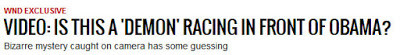 WND EXCLUSIVE
VIDEO: IS THIS A 'DEMON' RACING IN FRONT OF OBAMA?
Bizarre mystery caught on camera has some guessing